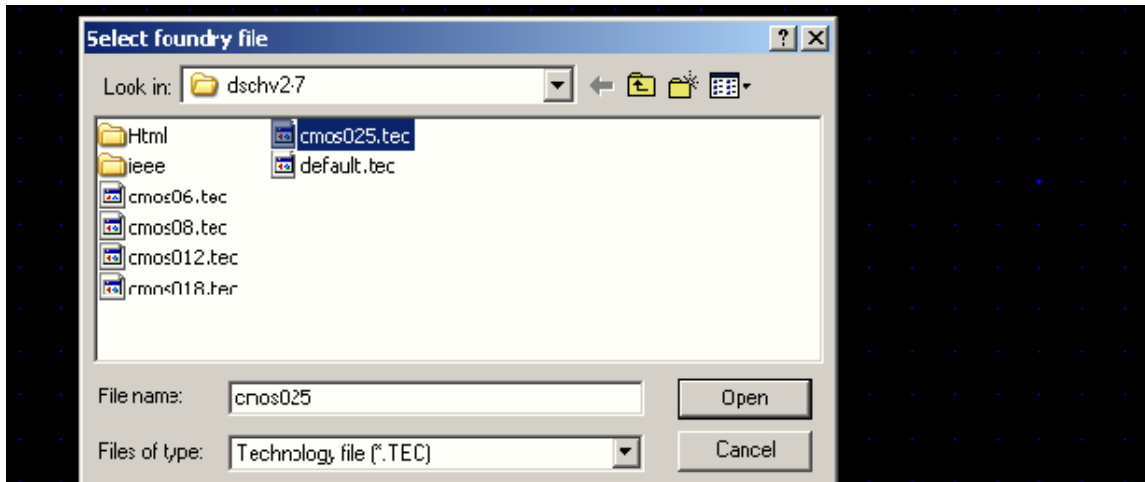 Select foundry file
Look in: dschv2-7
Html
ieee
cmos06.tec
cmos08.tec
cmos012.tec
cmos018.tec
cmos025.tec
default.tec
File name: cmos025
Open
Files of type: Technology file (*.TEC)
Cancel